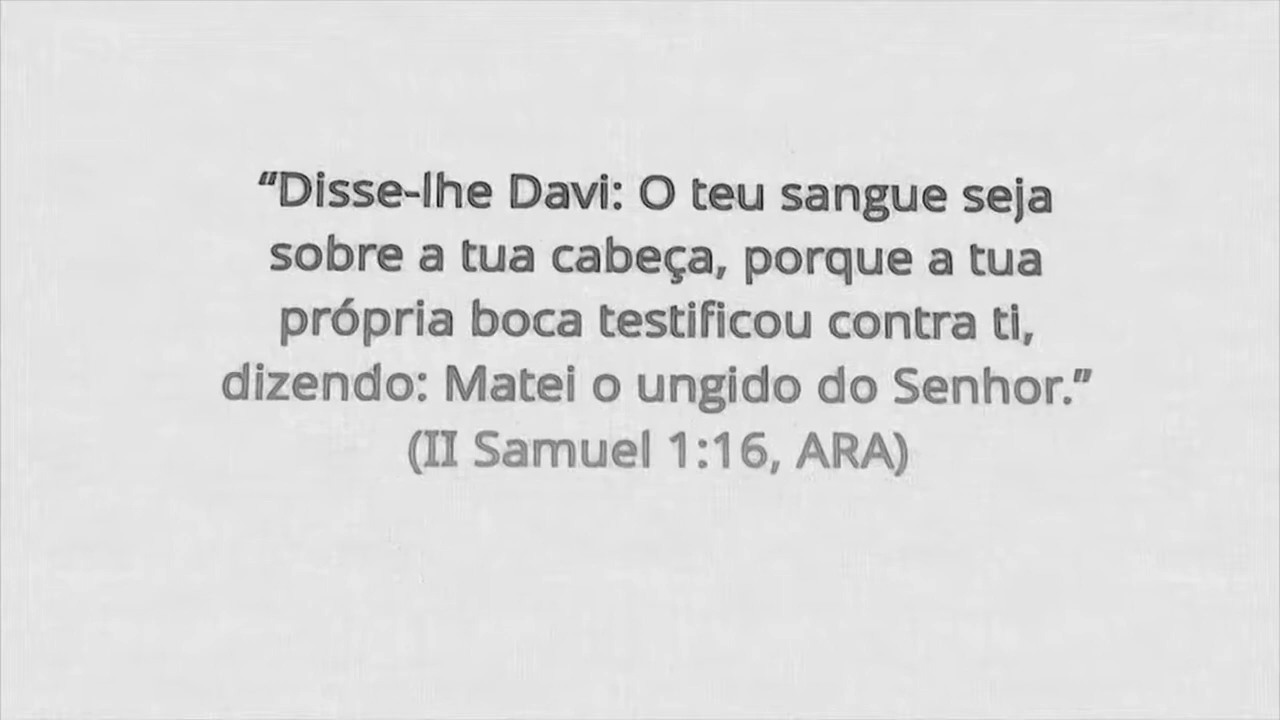 “Disse-lhe Davi: O teu sangue seja
sobre a tua cabeça, porque a tua
própria boca testificou contra ti,
dizendo: Matei o ungido do Senhor.”
(II Samuel 1:16, ARA)